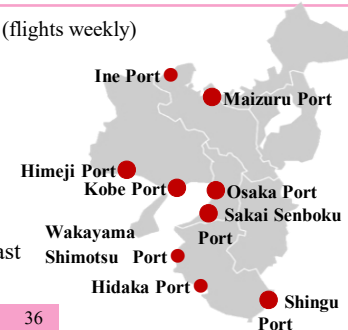 (flights weekly)
Ine Port
Maizuru Port
Himeji Port
Kobe Port
Osaka Port
Sakai Senboku
Port
Wakayama
Shimotsu Port
east
Hidaka Port
Shingu
Port
36